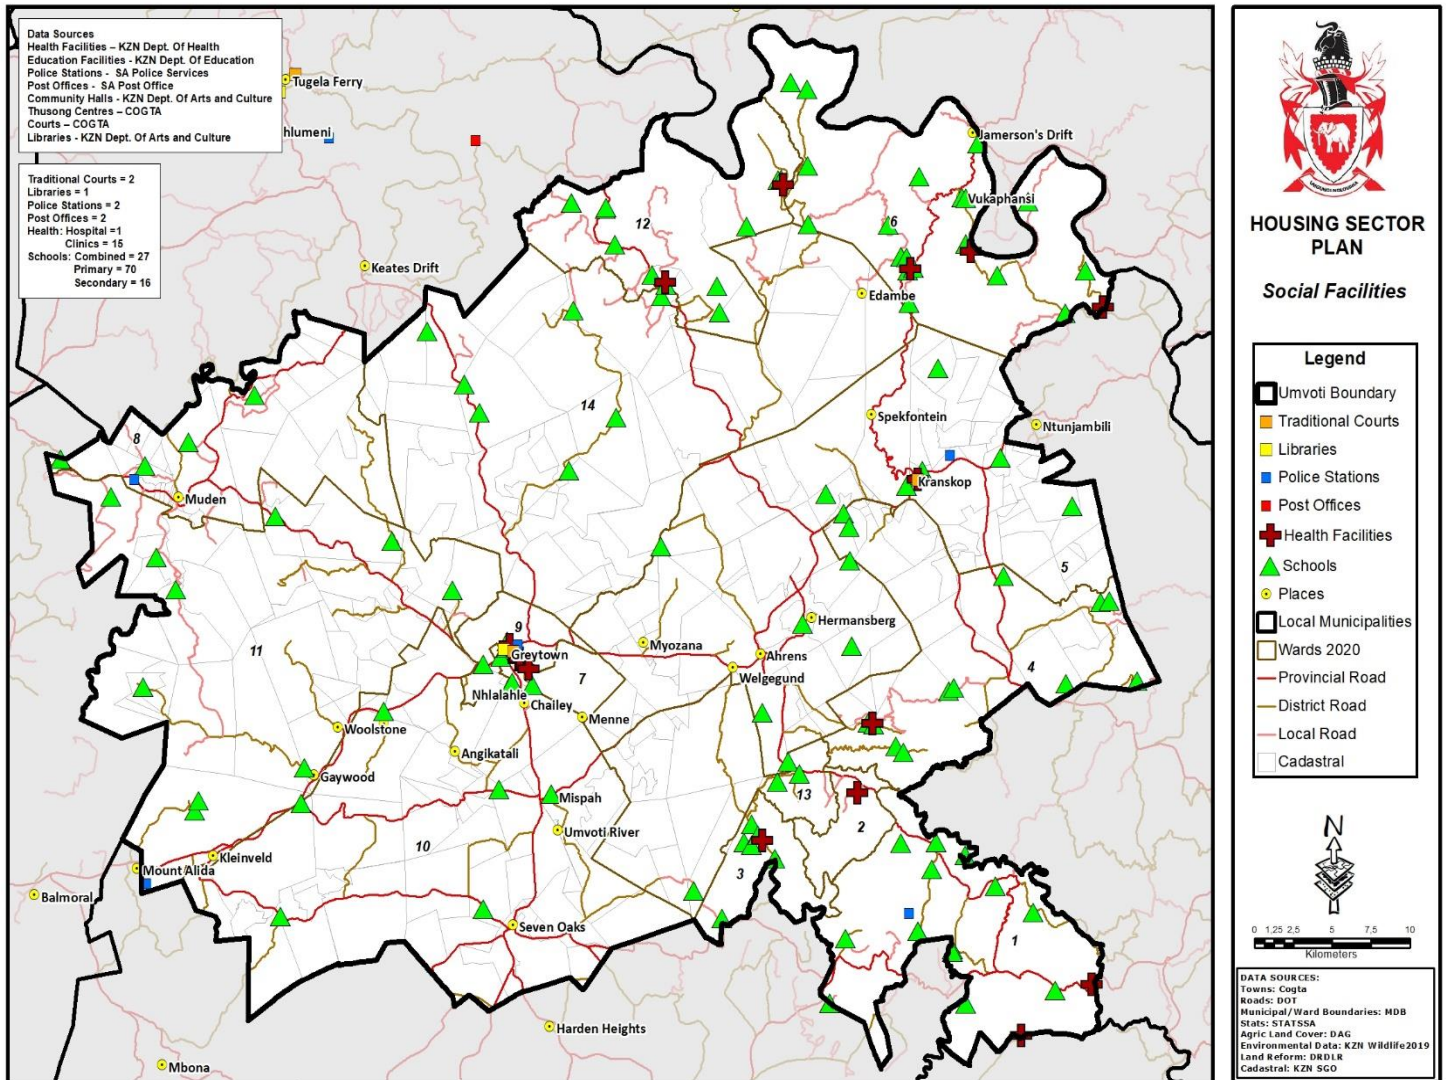 Data Sources
Health Facilities – KZN Dept. Of Health
Education Facilities - KZN Dept. Of Education
Police Stations - SA Police Services
Post Offices - SA Post Office
Community Halls - KZN Dept. Of Arts and Culture
Thusong Centres – COGTA
Courts – COGTA
Libraries - KZN Dept. Of Arts and Culture
Traditional Courts = 2
Libraries = 1
Police Stations = 2
Post Offices = 2
Health: Hospital =1
Clinics = 15
Schools: Combined = 27
Primary = 70
Secondary = 16
Tugela Ferry
hlumeni
Jamerson's Drift
Vukaphansi
12
6
Keates Drift
Edambe
14
Spekfontein
Ntunjambili
8
Muden
Kranskop
5
9
Hermansberg
11
Greytown
Myozana
Ahrens
7
Welgegund
4
Nhlalahle
Chailey
Menne
Woolstone
Angikatali
Gaywood
Mispah
13
2
Umvoti River
10
Kleinveld
Mount Alida
3
Balmoral
Seven Oaks
1
Harden Heights
Mbona
HOUSING SECTOR
PLAN
Social Facilities
Legend
Umvoti Boundary
Traditional Courts
Libraries
Police Stations
Post Offices
Health Facilities
Schools
Places
Local Municipalities
Wards 2020
Provincial Road
District Road
Local Road
Cadastral
N
0 1,25 2,5 5 7,5 10
Kilometers
DATA SOURCES:
Towns: Cogta
Roads: DOT
Municipal/Ward Boundaries: MDB
Stats: STATSSA
Agric Land Cover: DAG
Environmental Data: KZN Wildlife2019
Land Reform: DRDLR
Cadastral: KZN SGO